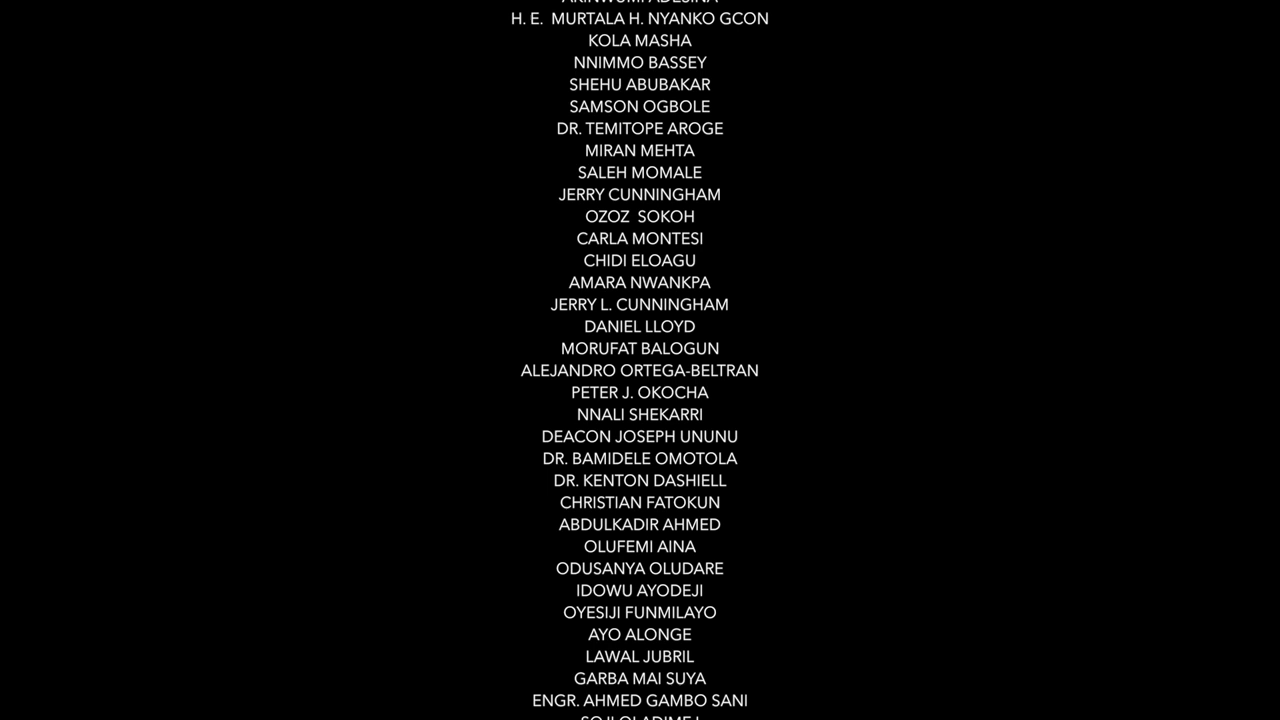 AKINWUMI ADESINA
H. E.  MURTALA H. NYANKO GCON
KOLA MASHA
NNIMMO BASSEY
SHEHU ABUBAKAR
SAMSON OGBOLE
DR. TEMITOPE AROGE
MIRAN MEHTA
SALEH MOMALE
JERRY CUNNINGHAM
OZOZ  SOKOH
CARLA MONTESI
CHIDI ELOAGU
AMARA NWANKPA
JERRY L. CUNNINGHAM
DANIEL LLOYD
MORUFAT BALOGUN
ALEJANDRO ORTEGA-BELTRAN
PETER J. OKOCHA
NNALI SHEKARRI
DEACON JOSEPH UNUNU
DR. BAMIDELE OMOTOLA
DR. KENTON DASHIELL
CHRISTIAN FATOKUN
ABDULKADIR AHMED
OLUFEMI AINA
ODUSANYA OLUDARE
IDOWU AYODEJI
OYESIJI FUNMILAYO
AYO ALONGE
LAWAL JUBRIL
GARBA MAI SUYA
ENGR. AHMED GAMBO SANI